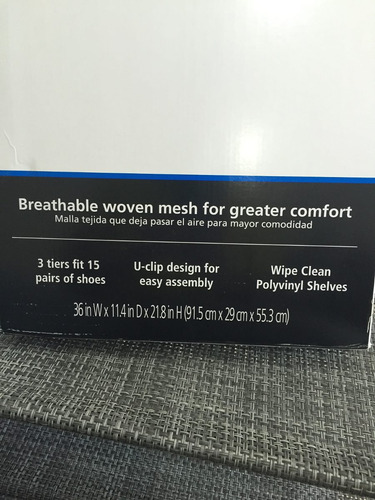 Breathable woven mesh for greater comfort
Malla tejida que deja pasar el aire para mayor comodidad
3 tiers fit 15
pairs of shoes
U-clip design for
easy assembly
Wipe Clean
Polyvinyl Shelves
36 in W x 11.4 in D x 21.8 in H (91.5 cm x 29 cm x 55.3 cm)